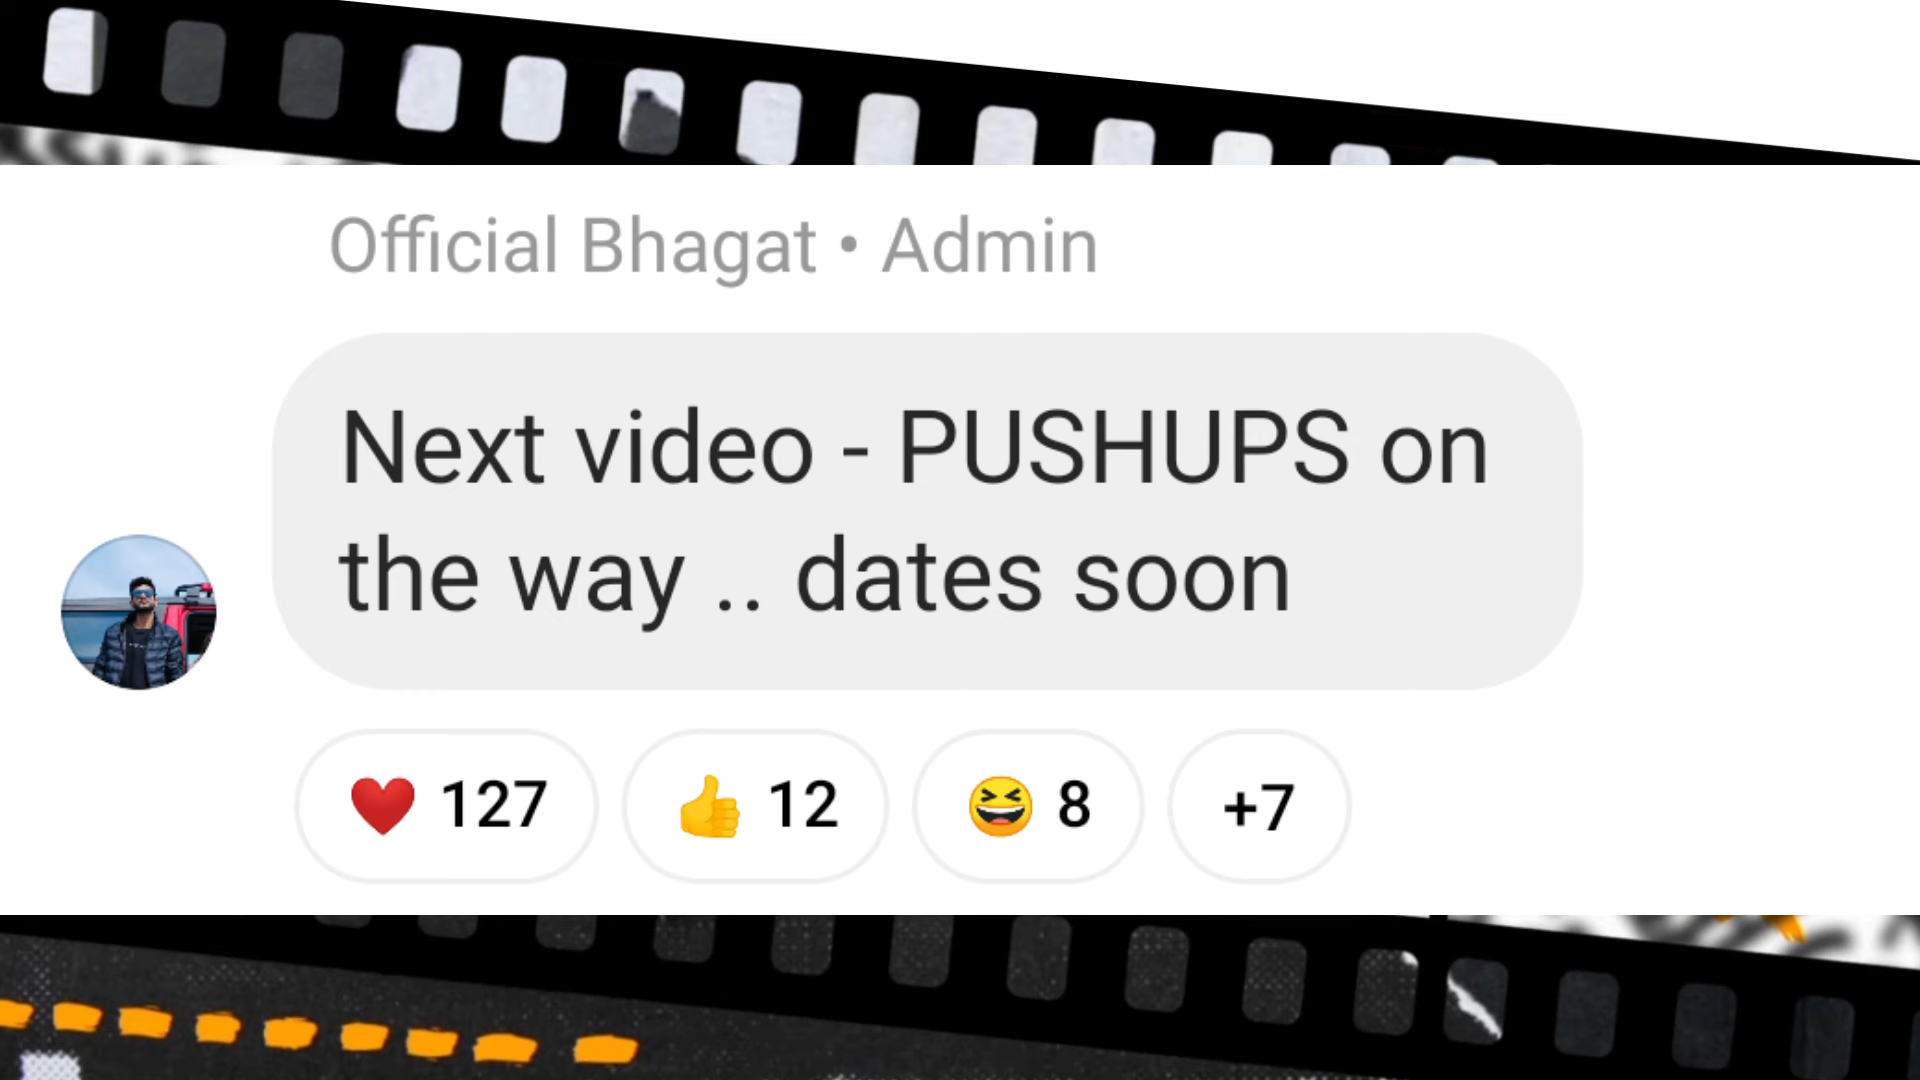 Official Bhagat • Admin
Next video - PUSHUPS on
the way .. dates soon
❤️ 127 👍 12 😆 8 +7